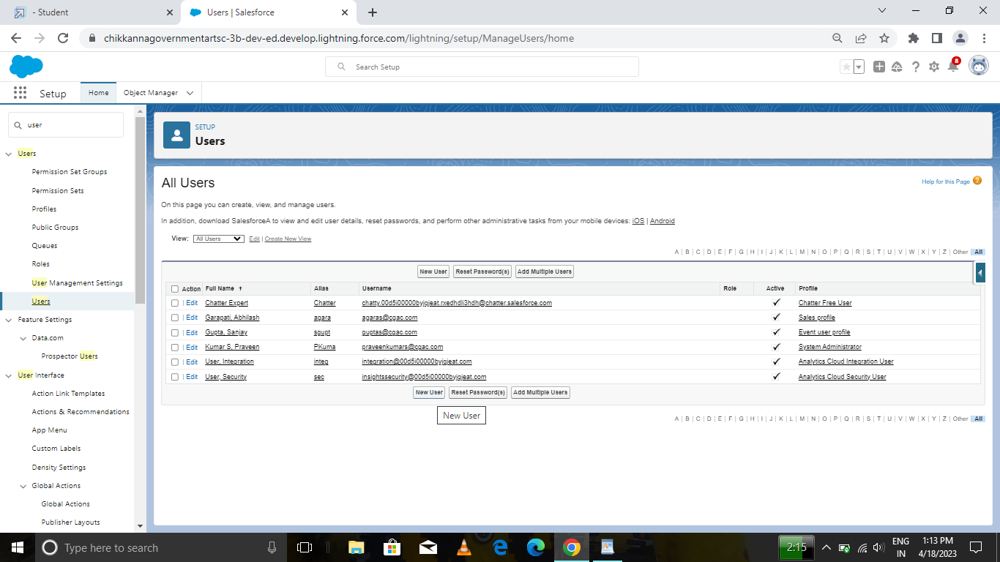 - Student
Users | Salesforce
chikkannagovernmentartsc-3b-dev-ed.develop.lightning.force.com/lightning/setup/ManageUsers/home
Search Setup
8
Setup
Home
Object Manager
user
Users
Permission Set Groups
Permission Sets
Profiles
Public Groups
Queues
Roles
User Management Settings
Users
Feature Settings
Data.com
Prospector Users
User Interface
Action Link Templates
Actions & Recommendations
App Menu
Custom Labels
Density Settings
Global Actions
Global Actions
Publisher Layouts
SETUP
Users
All Users
Help for this Page ?
On this page you can create, view, and manage users.
In addition, download SalesforceA to view and edit user details, reset passwords, and perform other administrative tasks from your mobile devices: iOS | Android
View: All Users Edit | Create New View
A | B | C | D | E | F | G | H | I | J | K | L | M | N | O | P | Q | R | S | T | U | V | W | X | Y | Z | Other | All
New User Reset Password(s) Add Multiple Users
Action Full Name Alias Username Role Active Profile
| Edit Chatter Expert Chatter chatty.00d5i00000byjqjeat.rxedhdli3hdh@chatter.salesforce.com Chatter Free User
| Edit Garapati, Abhilash agara agaras@cgac.com Sales profile
| Edit Gupta, Sanjay sgupt guptas@cgac.com Event user profile
| Edit Kumar S, Praveen PKuma praveenkumars@cgac.com System Administrator
| Edit User, Integration integ integration@00d5i00000byjqjeat.com Analytics Cloud Integration User
| Edit User, Security sec insightssecurity@00d5i00000byjqjeat.com Analytics Cloud Security User
New User Reset Password(s) Add Multiple Users
New User
A | B | C | D | E | F | G | H | I | J | K | L | M | N | O | P | Q | R | S | T | U | V | W | X | Y | Z | Other | All
Type here to search
2:15
ENG
IN
1:13 PM
4/18/2023